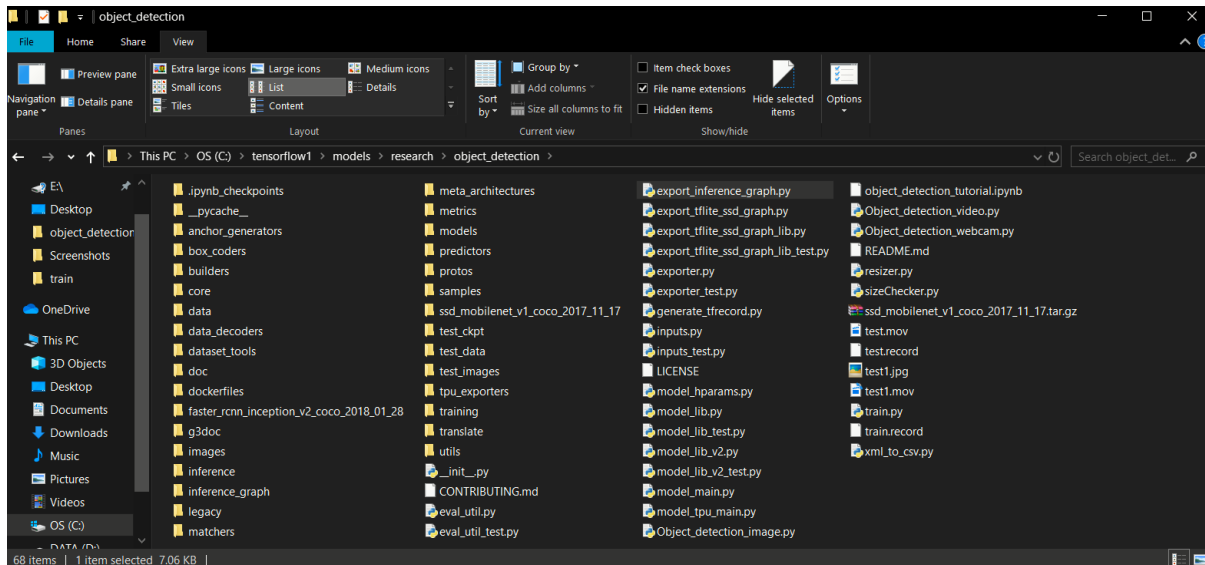 object_detection
File Home Share View
Preview pane
Navigation pane
Details pane
Panes
Extra large icons Large icons Medium icons
Small icons List Details
Tiles Content
Layout
Sort by
Group by
Add columns
Size all columns to fit
Current view
Item check boxes
File name extensions
Hidden items
Hide selected items
Show/hide
Options
This PC > OS (C:) > tensorflow1 > models > research > object_detection >
Search object_det...
E:\
Desktop
object_detection
Screenshots
train
OneDrive
This PC
3D Objects
Desktop
Documents
Downloads
Music
Pictures
Videos
OS (C:)
DATA (D:)
.ipynb_checkpoints
__pycache__
anchor_generators
box_coders
builders
core
data
data_decoders
dataset_tools
doc
dockerfiles
faster_rcnn_inception_v2_coco_2018_01_28
g3doc
images
inference
inference_graph
legacy
matchers
meta_architectures
metrics
models
predictors
protos
samples
ssd_mobilenet_v1_coco_2017_11_17
test_ckpt
test_data
test_images
tpu_exporters
training
translate
utils
__init__.py
CONTRIBUTING.md
eval_util.py
eval_util_test.py
export_inference_graph.py
export_tflite_ssd_graph.py
export_tflite_ssd_graph_lib.py
export_tflite_ssd_graph_lib_test.py
exporter.py
exporter_test.py
generate_tfrecord.py
inputs.py
inputs_test.py
LICENSE
model_hparams.py
model_lib.py
model_lib_test.py
model_lib_v2.py
model_lib_v2_test.py
model_main.py
model_tpu_main.py
Object_detection_image.py
object_detection_tutorial.ipynb
Object_detection_video.py
Object_detection_webcam.py
README.md
resizer.py
sizeChecker.py
ssd_mobilenet_v1_coco_2017_11_17.tar.gz
test.mov
test.record
test1.jpg
test1.mov
train.py
train.record
xml_to_csv.py
68 items | 1 item selected 7.06 KB |